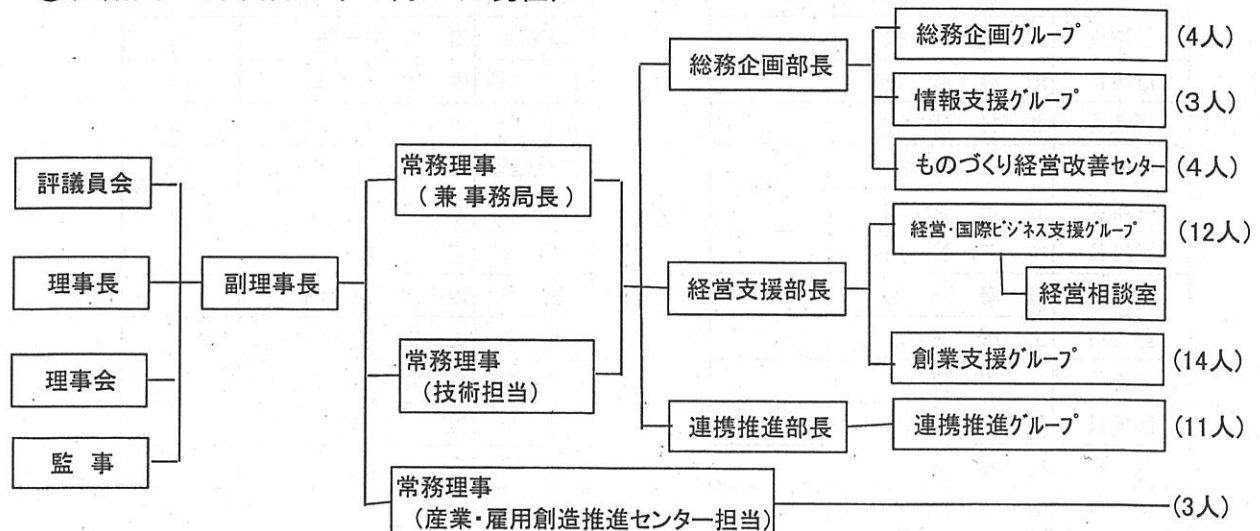 総務企画部長
総務企画グループ (4人)
情報支援グループ (3人)
ものづくり経営改善センター (4人)
評議員会
理事長
理事会
監 事
副理事長
常務理事
(兼 事務局長)
常務理事
(技術担当)
経営支援部長
経営・国際ビジネス支援グループ (12人)
経営相談室
創業支援グループ (14人)
連携推進部長
連携推進グループ (11人)
常務理事
(産業・雇用創造推進センター担当)
(3人)